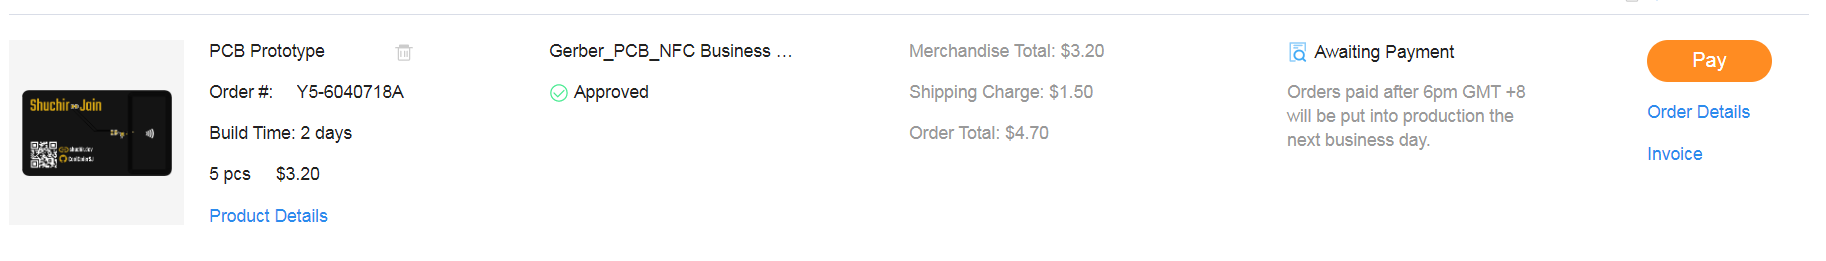 PCB Prototype
Order #: Y5-6040718A
Build Time: 2 days
5 pcs $3.20
Product Details
Shuchir Join
shuchir.dev
Gerber_PCB_NFC Business ...
Approved
Merchandise Total: $3.20
Shipping Charge: $1.50
Order Total: $4.70
Awaiting Payment
Orders paid after 6pm GMT +8
will be put into production the
next business day.
Pay
Order Details
Invoice